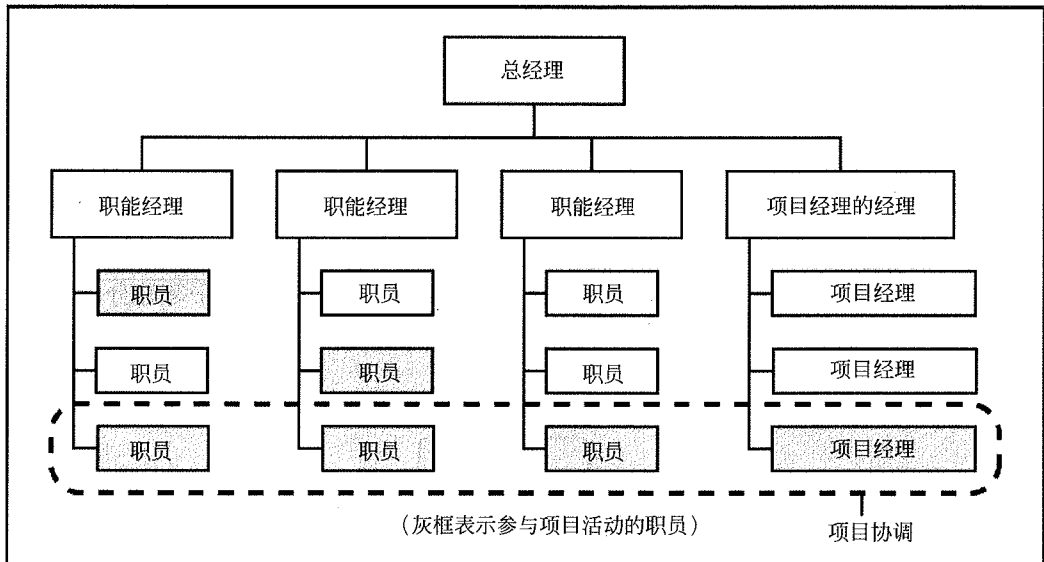 总经理
职能经理 职能经理 职能经理 项目经理的经理
职员 职员 职员 项目经理
职员 职员 职员 项目经理
职员 职员 职员 项目经理
（灰框表示参与项目活动的职员） 项目协调